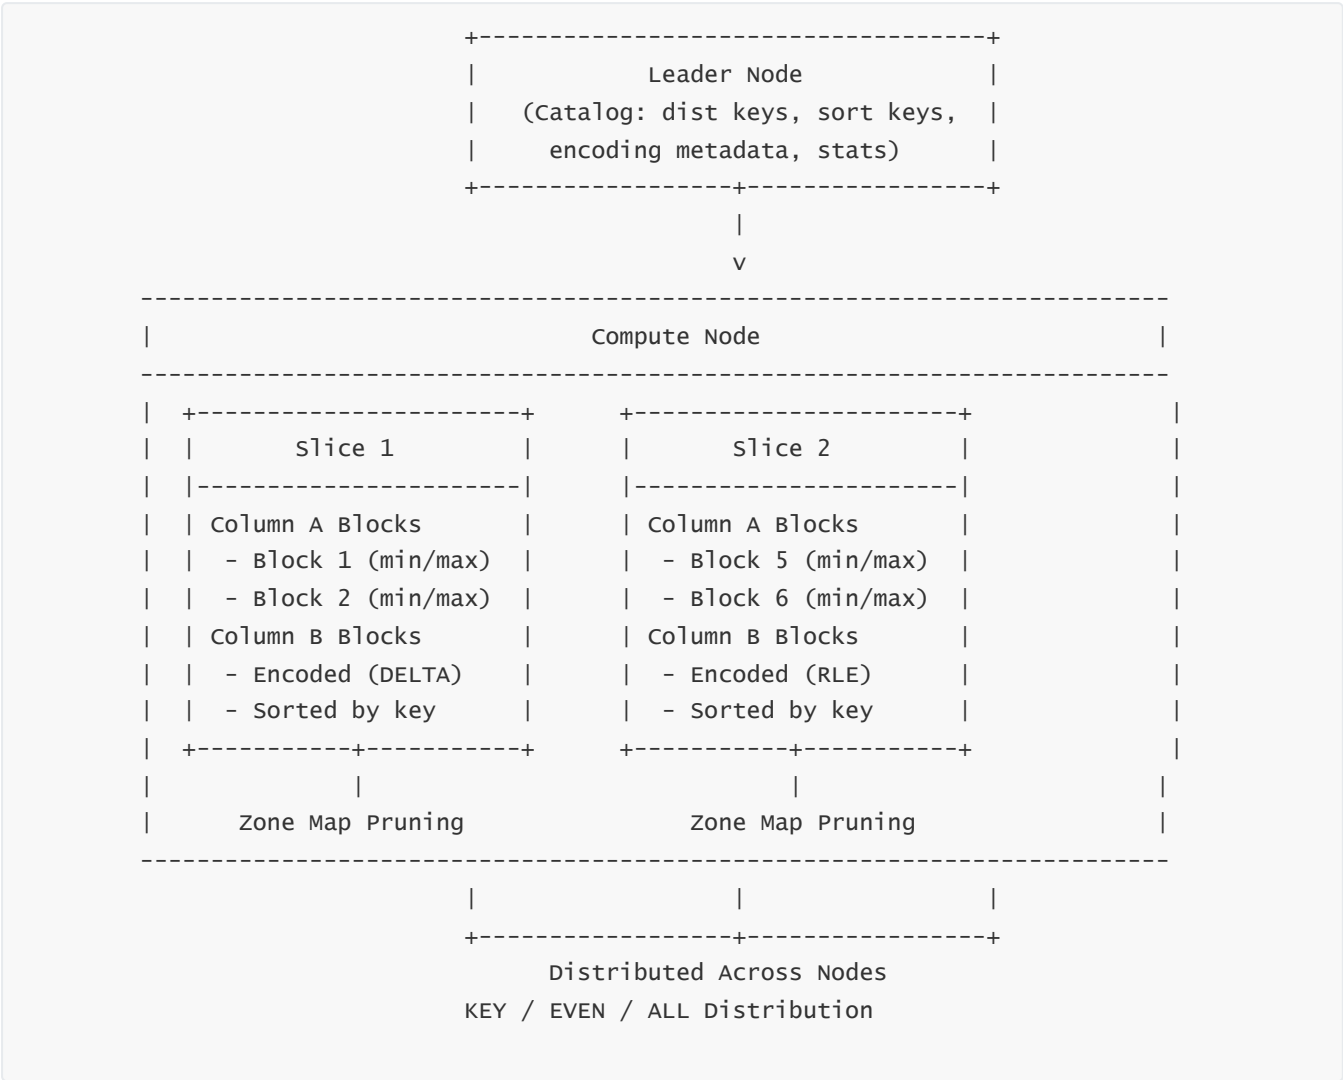 Leader Node
(Catalog: dist keys, sort keys,
encoding metadata, stats)
v
Compute Node
Slice 1 Slice 2
Column A Blocks Column A Blocks
- Block 1 (min/max) - Block 5 (min/max)
- Block 2 (min/max) - Block 6 (min/max)
Column B Blocks Column B Blocks
- Encoded (DELTA) - Encoded (RLE)
- Sorted by key - Sorted by key
Zone Map Pruning Zone Map Pruning
Distributed Across Nodes
KEY / EVEN / ALL Distribution